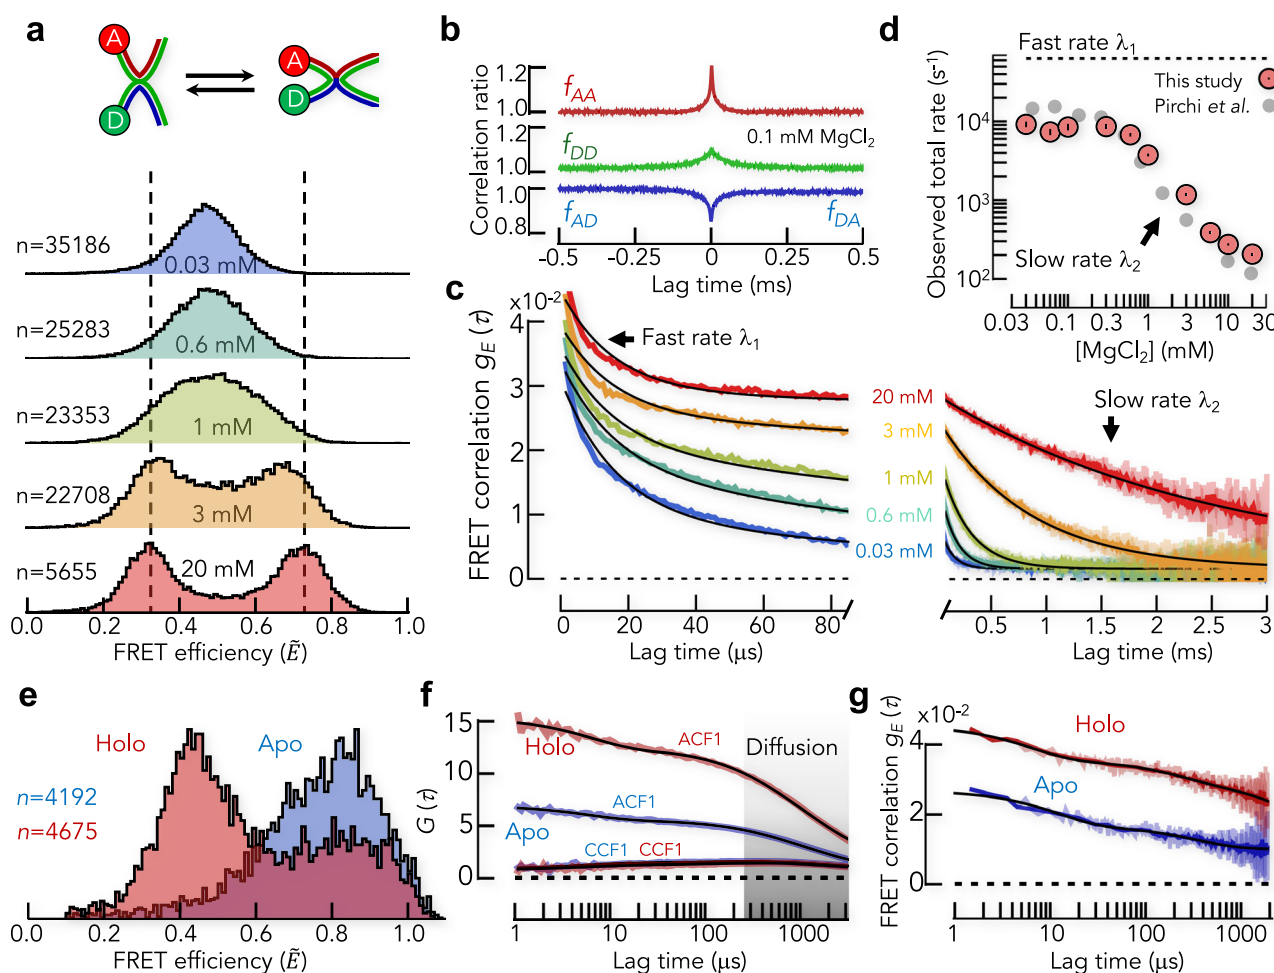 a
A
D
A
D
n=35186
0.03 mM
n=25283
0.6 mM
n=23353
1 mM
n=22708
3 mM
n=5655
20 mM
0.0 0.2 0.4 0.6 0.8 1.0
FRET efficiency (Ẽ)
b
Correlation ratio
1.2
1.0
1.2
1.0
1.0
0.8
fAA
fDD
0.1 mM MgCl₂
fAD
fDA
-0.5 -0.25 0 0.25 0.5
Lag time (ms)
c
x10⁻²
FRET correlation gE (τ)
4
3
2
1
0
Fast rate λ₁
20 mM
3 mM
1 mM
0.6 mM
0.03 mM
Slow rate λ₂
0 20 40 60 80
Lag time (μs)
0.5 1 1.5 2 2.5 3
Lag time (ms)
d
Observed total rate (s⁻¹)
Fast rate λ₁
This study
Pirchi et al.
10⁴
10³
10²
Slow rate λ₂
0.03 0.1 0.3 1 3 10 30
[MgCl₂] (mM)
e
Holo
Apo
n=4192
n=4675
0.0 0.2 0.4 0.6 0.8 1.0
FRET efficiency (Ẽ)
f
G (τ)
15
10
5
0
Holo
ACF1
Diffusion
ACF1
Apo
CCF1 CCF1
1 10 100 1000
Lag time (μs)
g
x10⁻²
FRET correlation gE (τ)
4
2
0
Holo
Apo
1 10 100 1000
Lag time (μs)